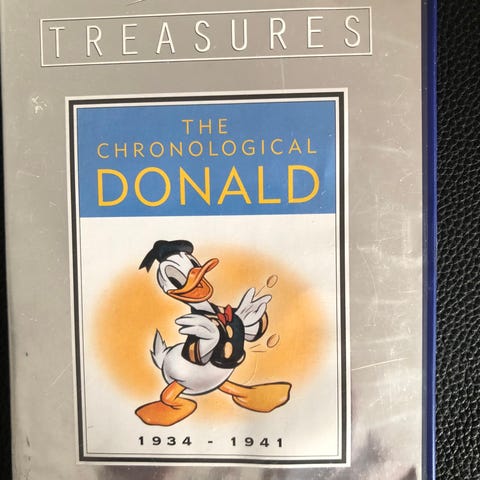 TREASURES
THE
CHRONOLOGICAL
DONALD
1934 - 1941